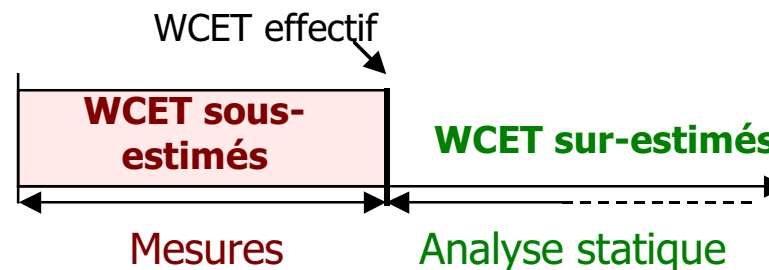 WCET effectif
WCET sous-
estimés
WCET sur-estimés
Mesures
Analyse statique